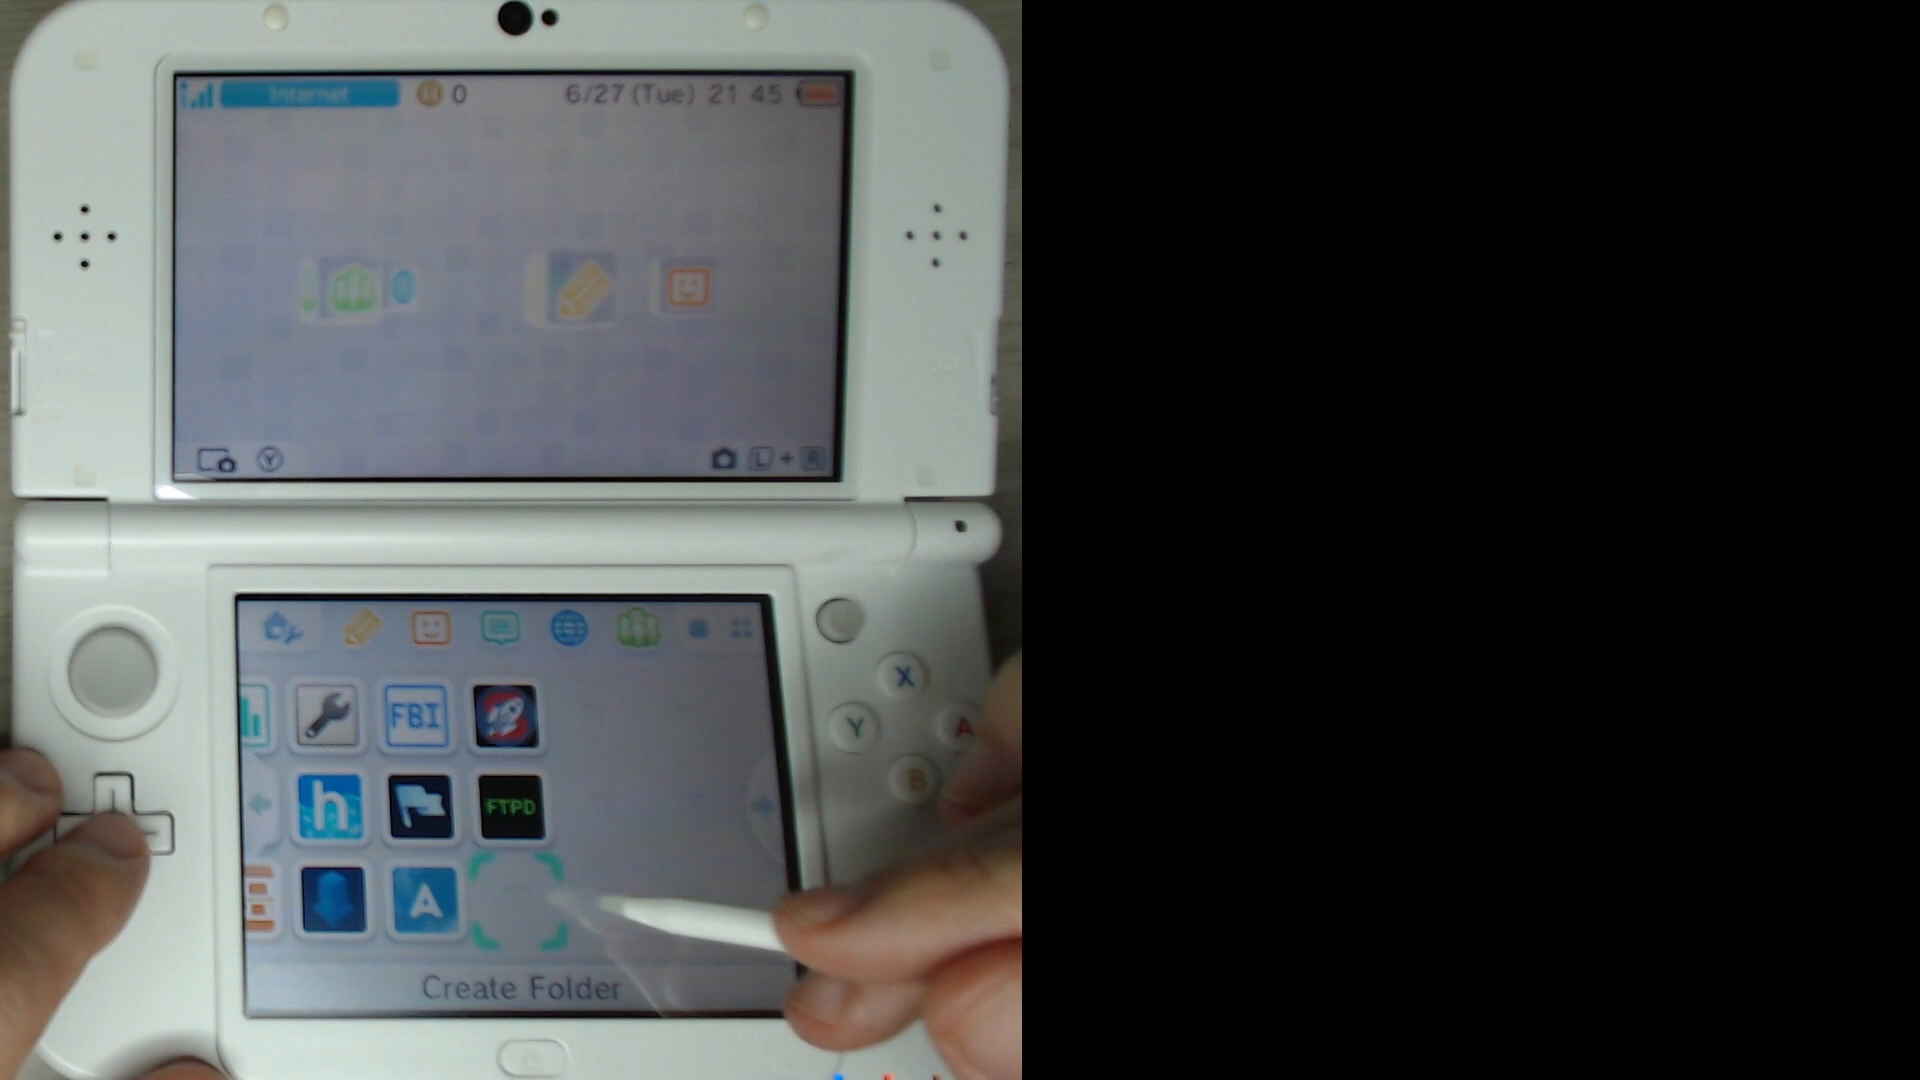 Internet 0 6/27 (Tue) 21 45
Y L + R
FBI
X
Y A
h FTPD
B
A
Create Folder